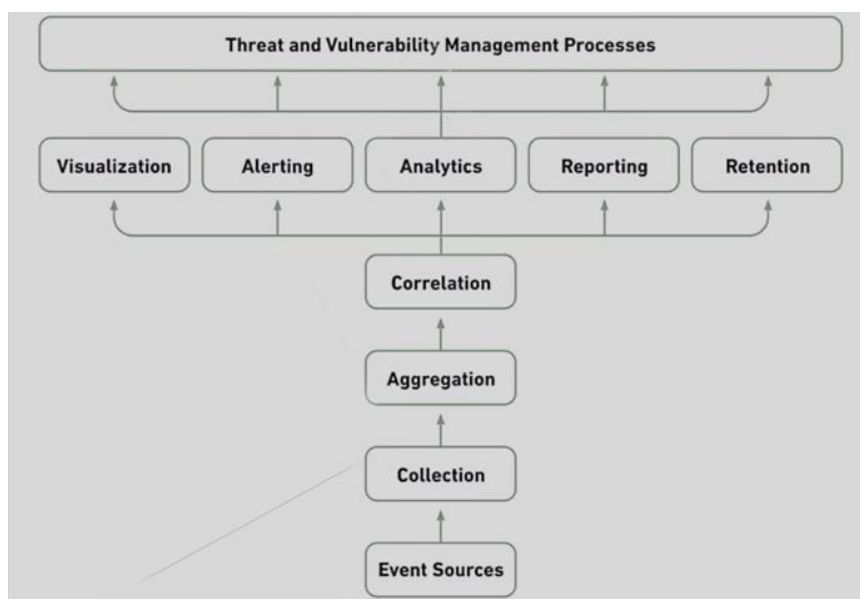 Threat and Vulnerability Management Processes
Visualization
Alerting
Analytics
Reporting
Retention
Correlation
Aggregation
Collection
Event Sources